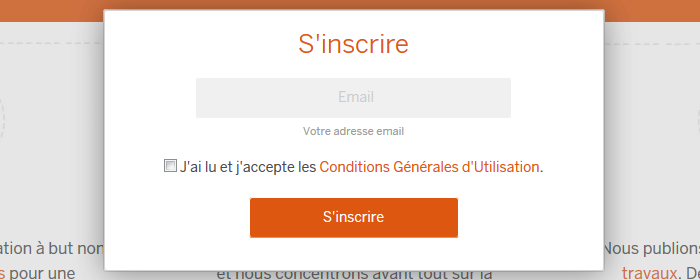 S'inscrire
Email
Votre adresse email
J'ai lu et j'accepte les Conditions Générales d'Utilisation.
S'inscrire
ation à but non
Nous publions
s pour une
et nous concentrons avant tout sur la
travaux. D